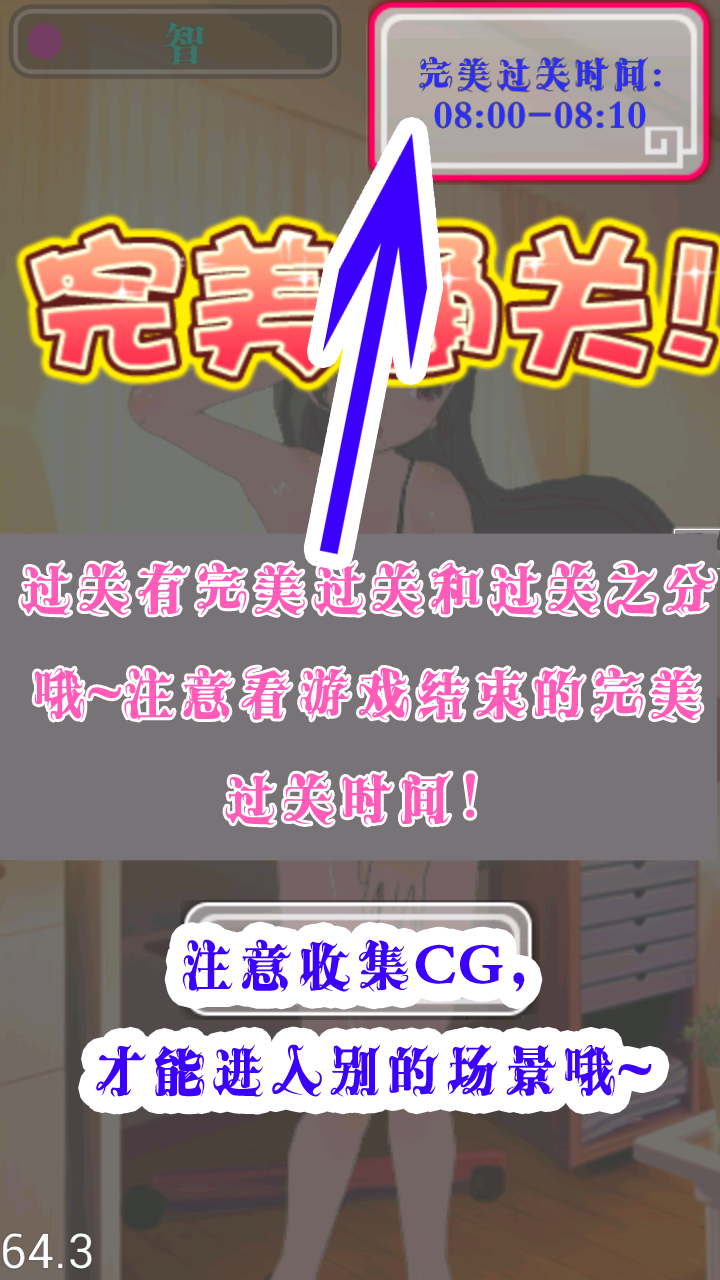 智
完美过关时间:
08:00-08:10
完美通关!
过关有完美过关和过关之分
哦~注意看游戏结束的完美
过关时间!
注意收集CG,
才能进入别的场景哦~
64.3